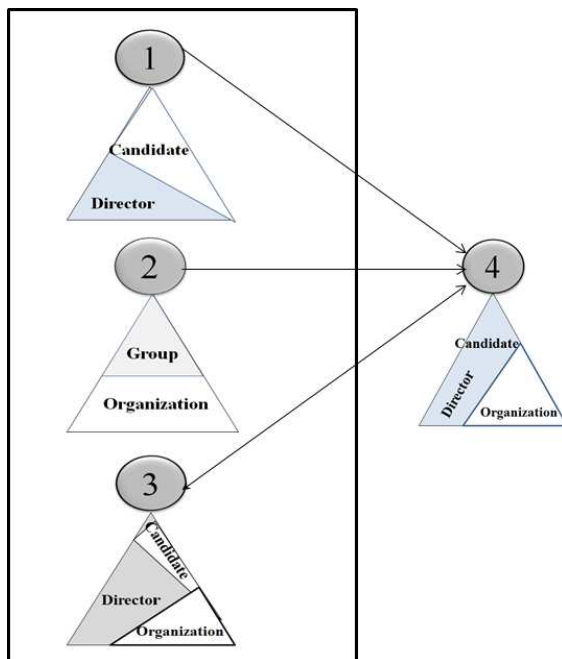 1
Candidate
Director
2
Group
Organization
3
Candidate
Director
Organization
4
Candidate
Director
Organization